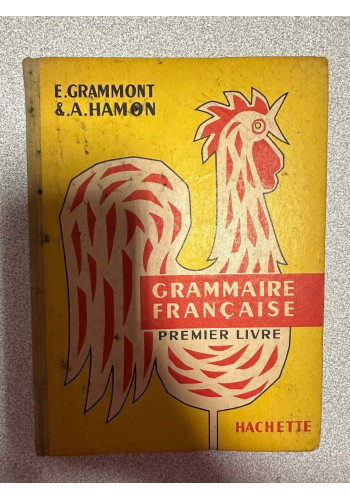 E.GRAMMONT
&.A.HAMON
GRAMMAIRE
FRANÇAISE
PREMIER LIVRE
HACHETTE